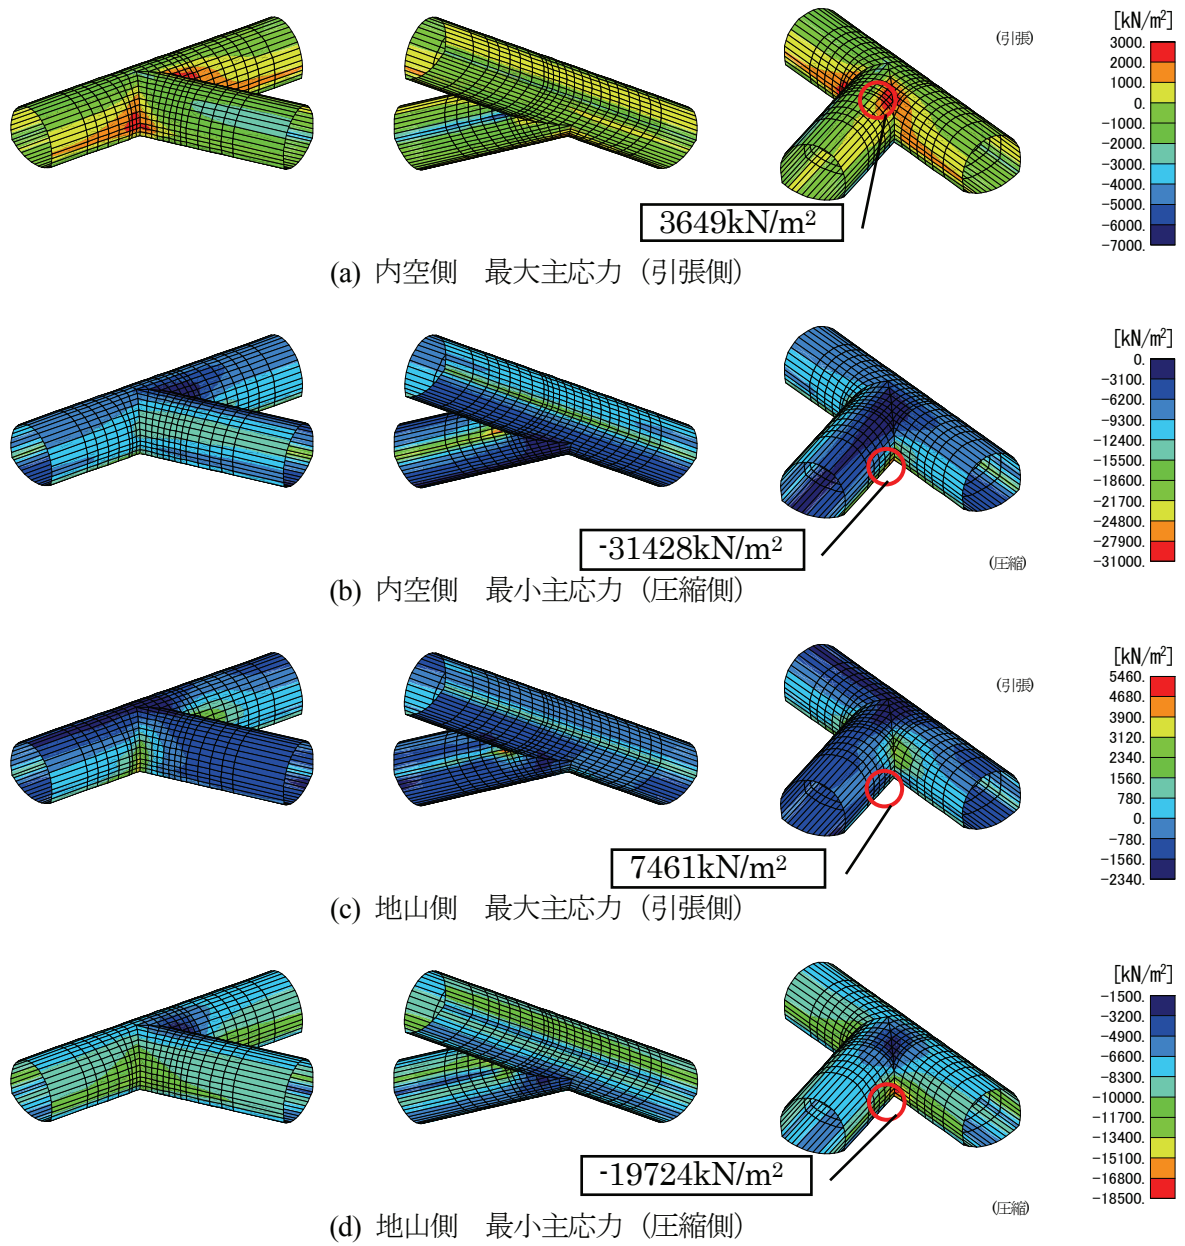 (引張)
[kN/m²]
3000.
2000.
1000.
0.
-1000.
-2000.
-3000.
-4000.
-5000.
-6000.
-7000.
3649kN/m²
(a) 内空側 最大主応力 (引張側)
[kN/m²]
0.
-3100.
-6200.
-9300.
-12400.
-15500.
-18600.
-21700.
-24800.
-27900.
-31000.
(圧縮)
-31428kN/m²
(b) 内空側 最小主応力 (圧縮側)
(引張)
[kN/m²]
5460.
4680.
3900.
3120.
2340.
1560.
780.
0.
-780.
-1560.
-2340.
7461kN/m²
(c) 地山側 最大主応力 (引張側)
[kN/m²]
-1500.
-3200.
-4900.
-6600.
-8300.
-10000.
-11700.
-13400.
-15100.
-16800.
-18500.
(圧縮)
-19724kN/m²
(d) 地山側 最小主応力 (圧縮側)